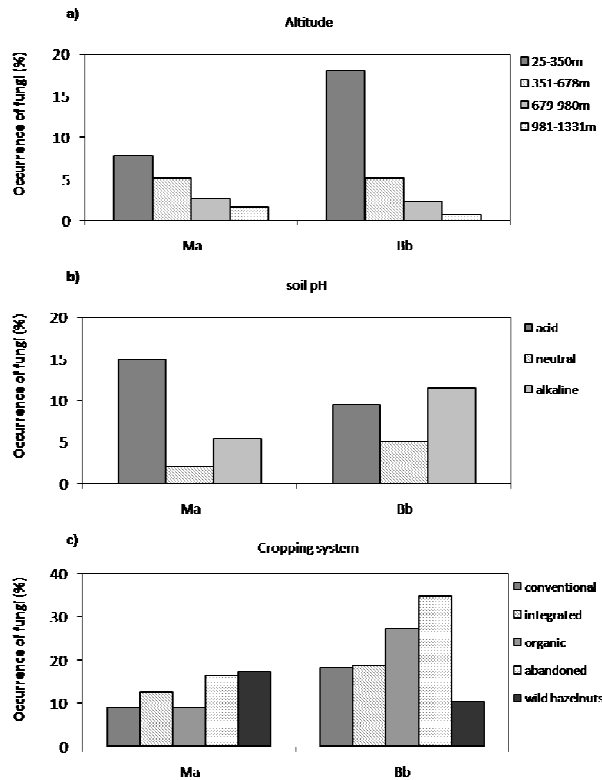 a)
Altitude
Occurrence of fungi (%)
20
15
10
5
0
Ma
Bb
25-350m
351-678m
679-980m
981-1331m
b)
soil pH
Occurrence of fungi (%)
20
15
10
5
0
Ma
Bb
acid
neutral
alkaline
c)
Cropping system
Occurrence of fungi (%)
40
30
20
10
0
Ma
Bb
conventional
integrated
organic
abandoned
wild hazelnuts